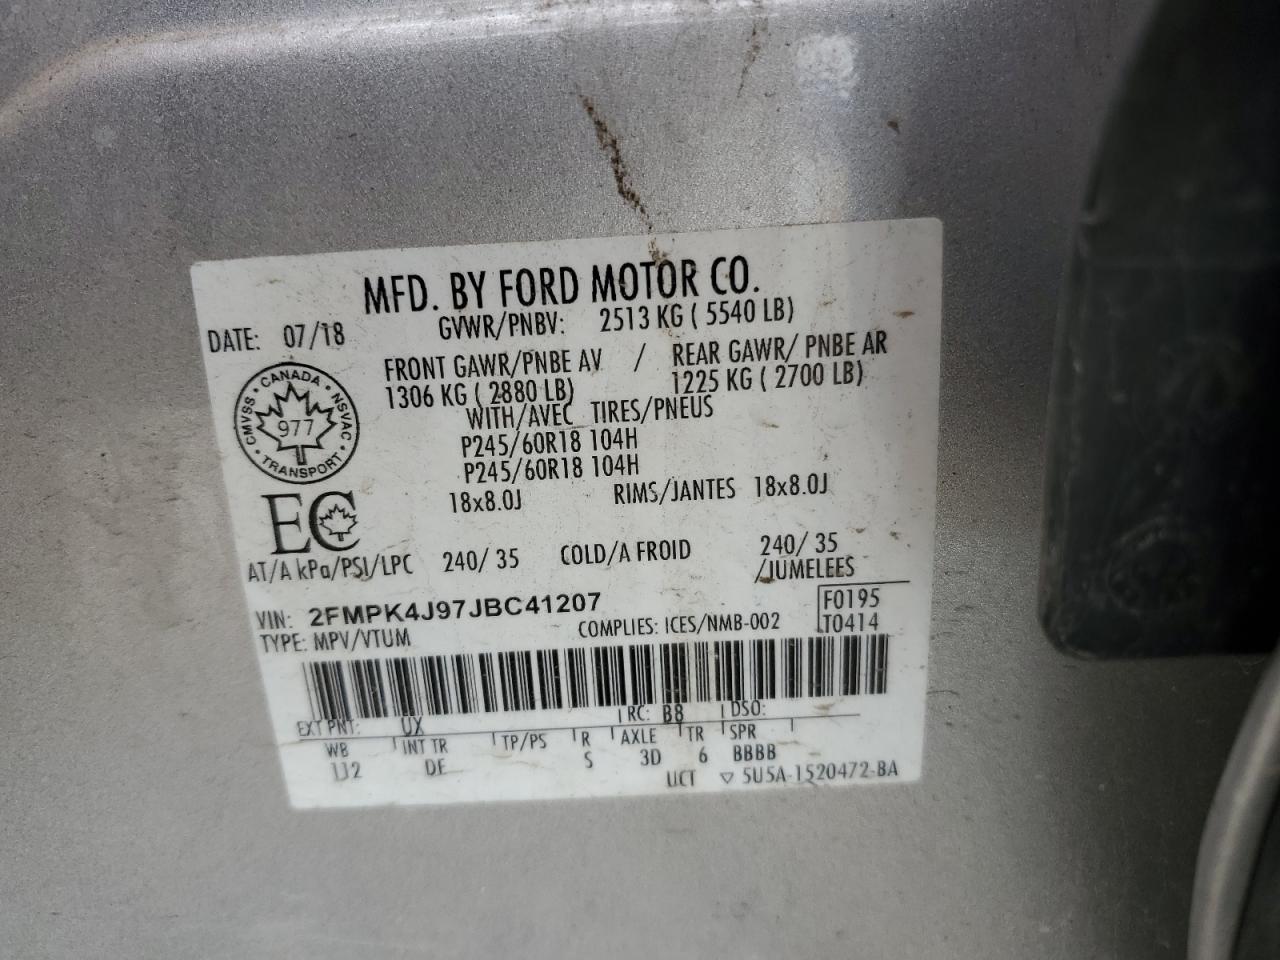 MFD. BY FORD MOTOR CO.
DATE: 07/18
GVWR/PNBV: 2513 KG ( 5540 LB)
FRONT GAWR/PNBE AV / REAR GAWR/ PNBE AR
1306 KG ( 2880 LB) 1225 KG ( 2700 LB)
WITH/AVEC TIRES/PNEUS
P245/60R18 104H
P245/60R18 104H
18x8.0J RIMS/JANTES 18x8.0J
CANADA
CMVSS NSVAC
977
TRANSPORT
EC
AT/A kPa/PSI/LPC 240/ 35 COLD/A FROID 240/ 35
/JUMELEES
VIN: 2FMPK4J97JBC41207
F0195
TYPE: MPV/VTUM COMPLIES: ICES/NMB-002 T0414
EXT PNT: UX RC: B8 DSO:
WB INT TR TP/PS R AXLE TR SPR
112 DE S 3D 6 BBBB
UCT ▽ 5U5A-1520472-BA